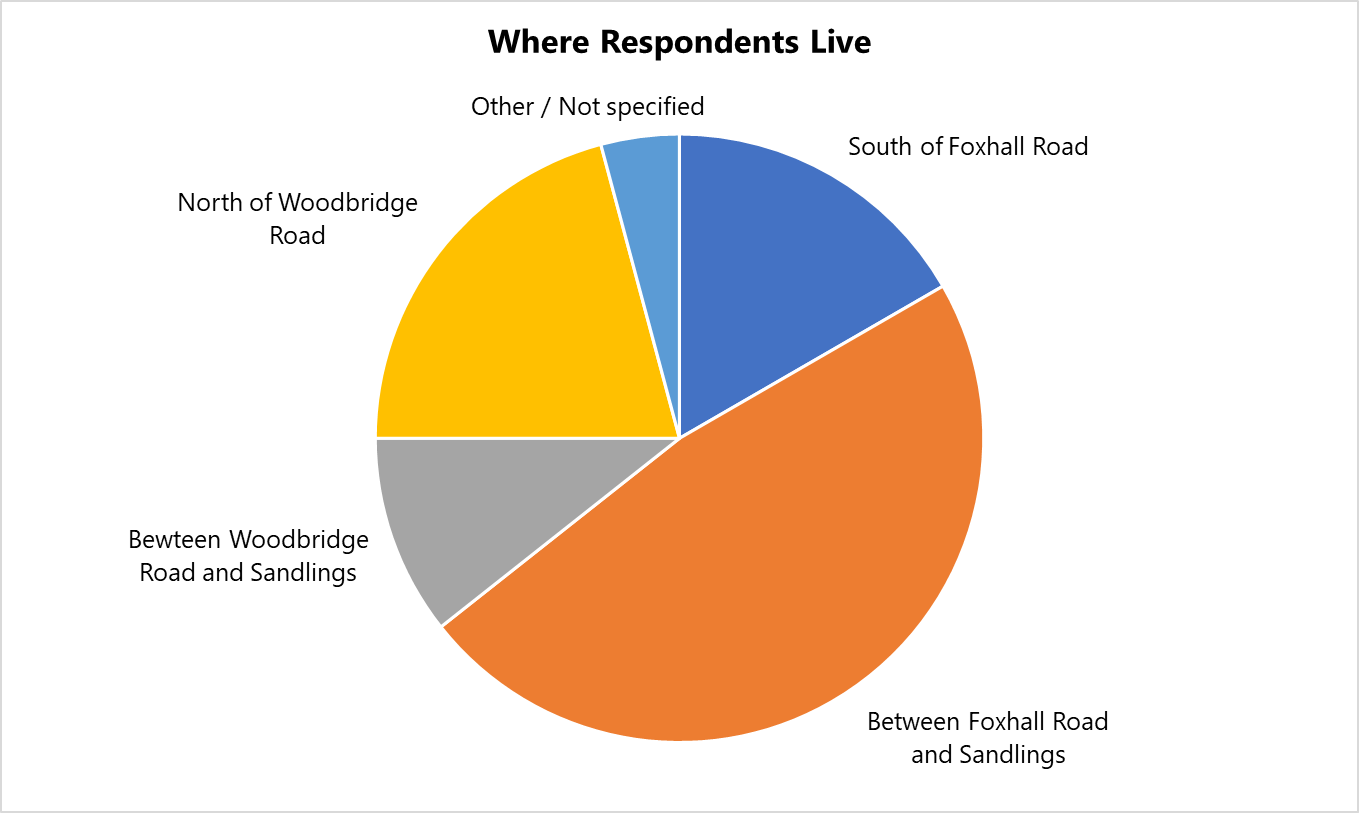 Where Respondents Live
Other / Not specified
South of Foxhall Road
North of Woodbridge
Road
Bewteen Woodbridge
Road and Sandlings
Between Foxhall Road
and Sandlings